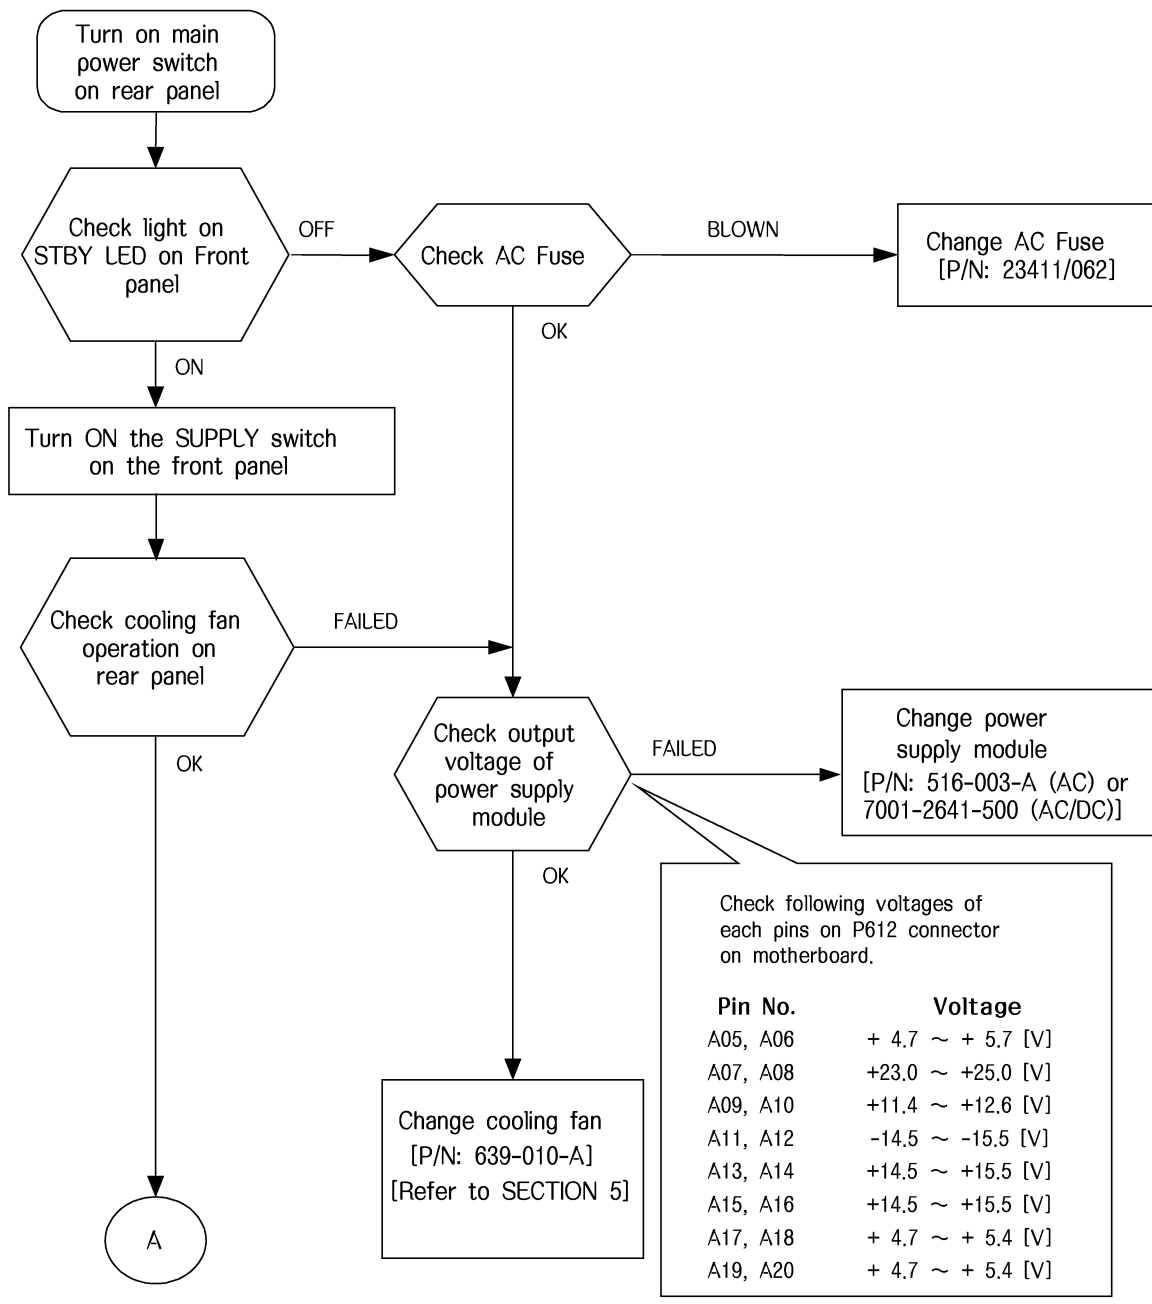 Turn on main
power switch
on rear panel
Check light on
STBY LED on Front
panel
OFF
Check AC Fuse
BLOWN
Change AC Fuse
[P/N: 23411/062]
OK
ON
Turn ON the SUPPLY switch
on the front panel
Check cooling fan
operation on
rear panel
FAILED
OK
Check output
voltage of
power supply
module
FAILED
Change power
supply module
[P/N: 516-003-A (AC) or
7001-2641-500 (AC/DC)]
OK
Check following voltages of
each pins on P612 connector
on motherboard.
Pin No. Voltage
A05, A06 + 4.7 ~ + 5.7 [V]
A07, A08 +23.0 ~ +25.0 [V]
A09, A10 +11.4 ~ +12.6 [V]
A11, A12 -14.5 ~ -15.5 [V]
A13, A14 +14.5 ~ +15.5 [V]
A15, A16 +14.5 ~ +15.5 [V]
A17, A18 + 4.7 ~ + 5.4 [V]
A19, A20 + 4.7 ~ + 5.4 [V]
Change cooling fan
[P/N: 639-010-A]
[Refer to SECTION 5]
A